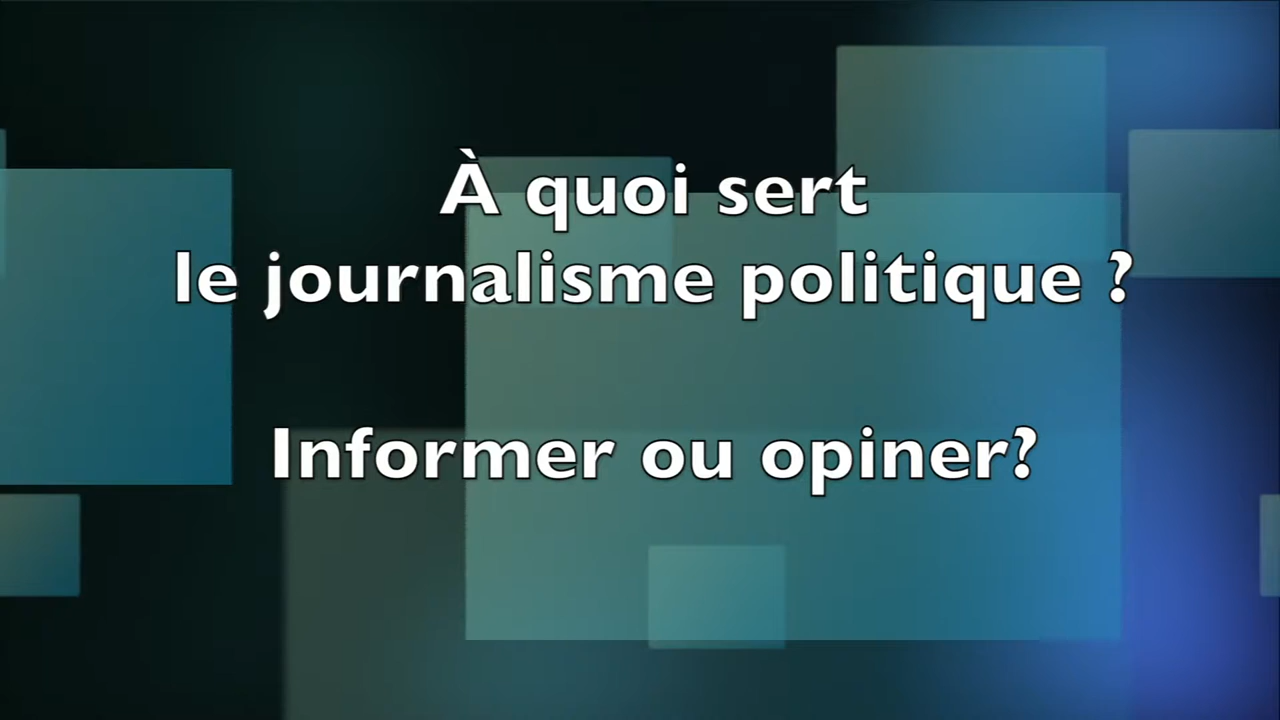 À quoi sert
le journalisme politique ?
Informer ou opiner?